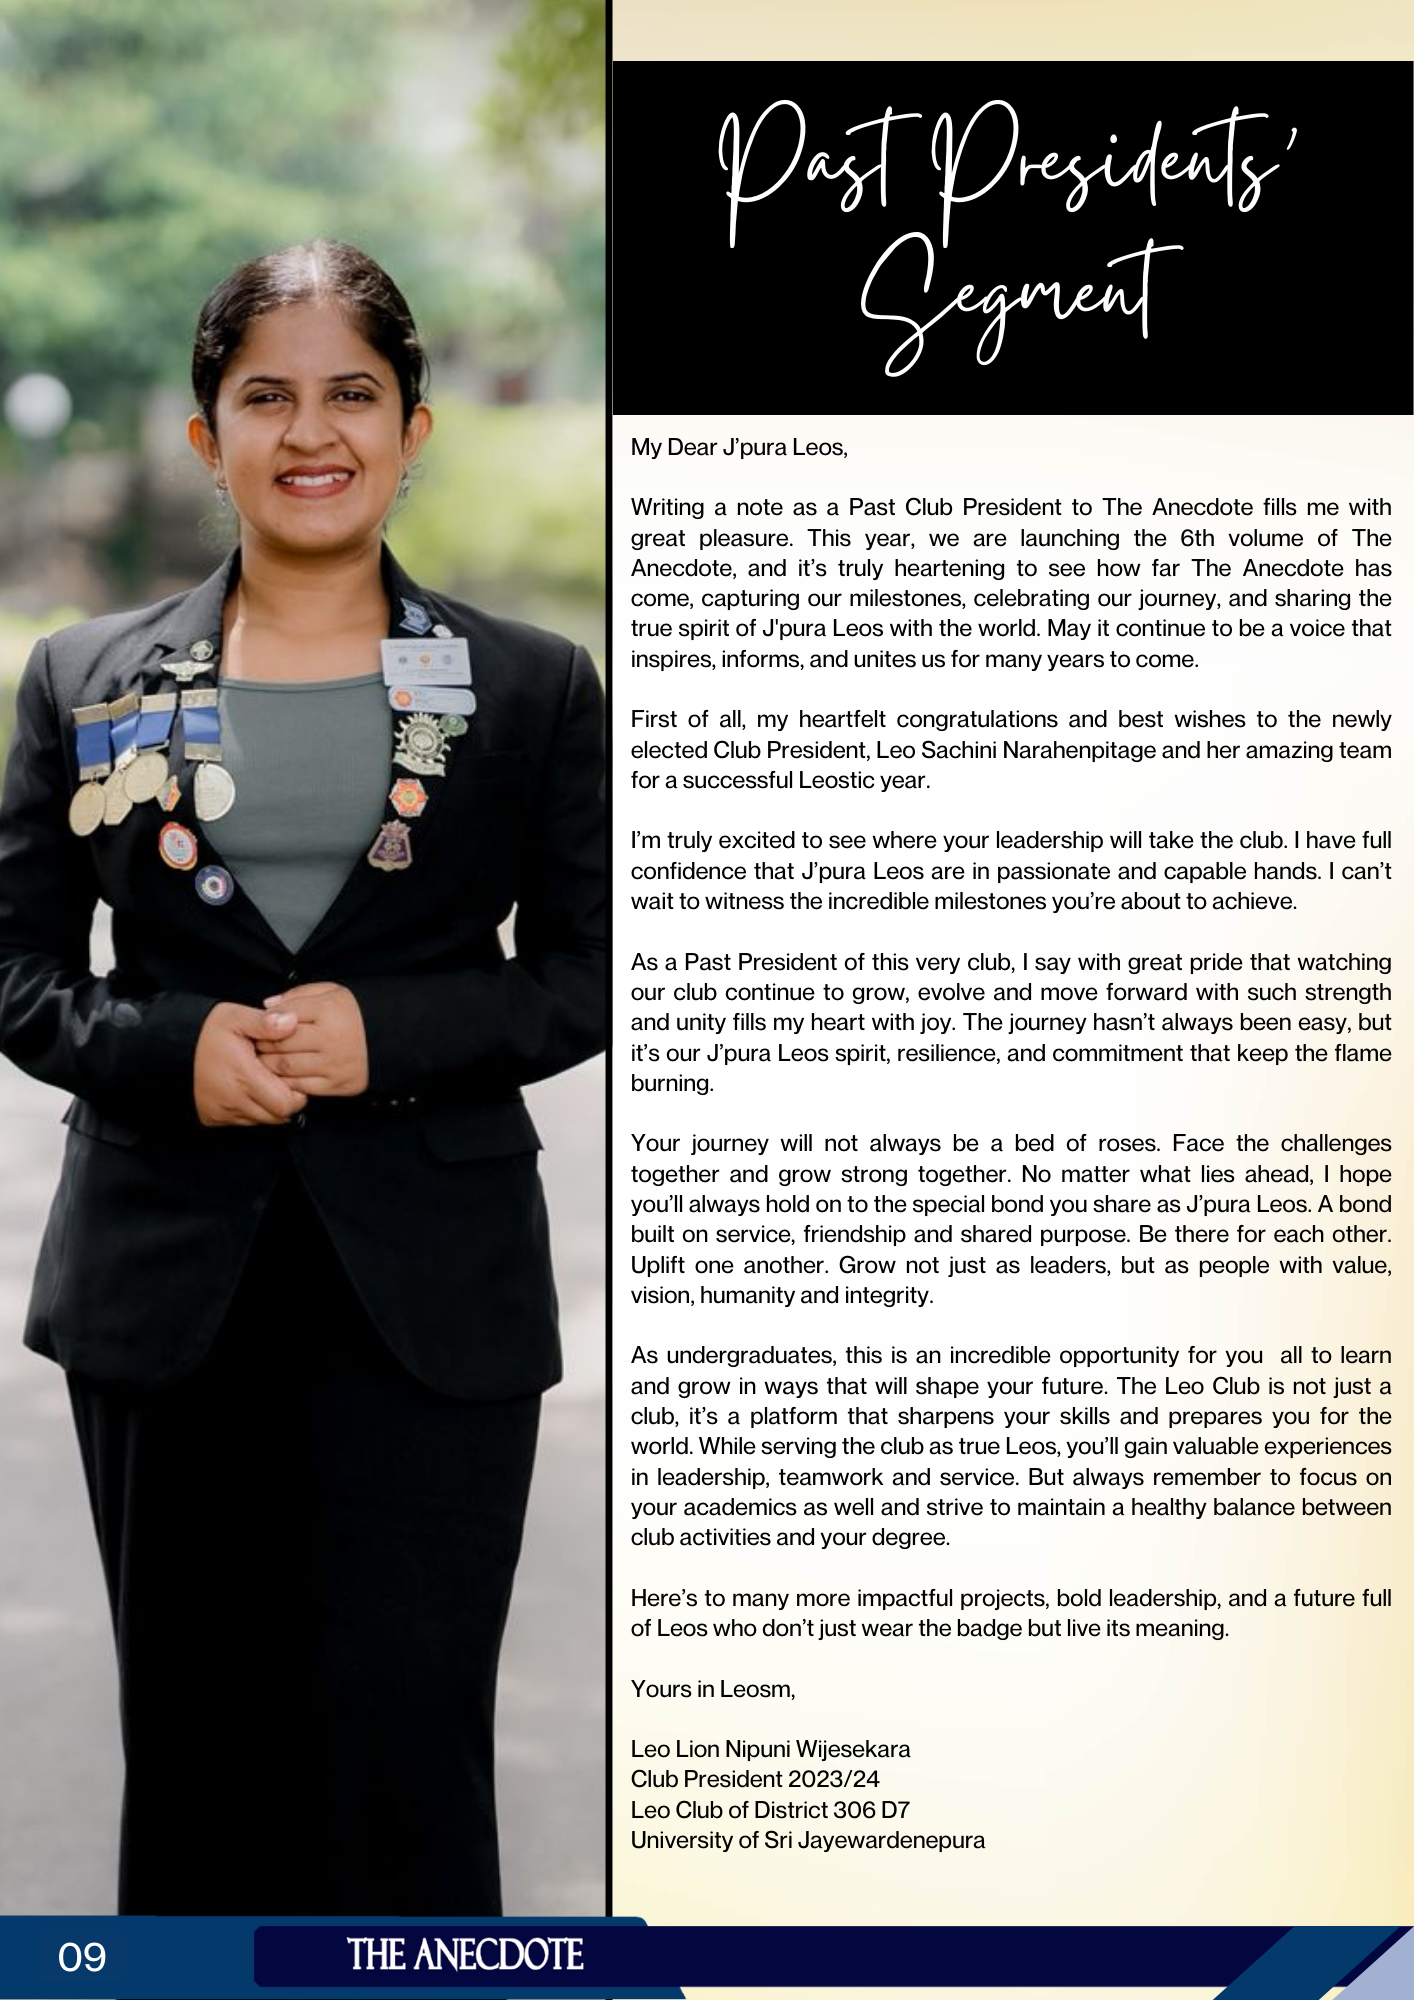 Past Presidents’
Segment
My Dear J’pura Leos,
Writing a note as a Past Club President to The Anecdote fills me with
great pleasure. This year, we are launching the 6th volume of The
Anecdote, and it’s truly heartening to see how far The Anecdote has
come, capturing our milestones, celebrating our journey, and sharing the
true spirit of J'pura Leos with the world. May it continue to be a voice that
inspires, informs, and unites us for many years to come.
First of all, my heartfelt congratulations and best wishes to the newly
elected Club President, Leo Sachini Narahenpitage and her amazing team
for a successful Leostic year.
I’m truly excited to see where your leadership will take the club. I have full
confidence that J’pura Leos are in passionate and capable hands. I can’t
wait to witness the incredible milestones you’re about to achieve.
As a Past President of this very club, I say with great pride that watching
our club continue to grow, evolve and move forward with such strength
and unity fills my heart with joy. The journey hasn’t always been easy, but
it’s our J’pura Leos spirit, resilience, and commitment that keep the flame
burning.
Your journey will not always be a bed of roses. Face the challenges
together and grow strong together. No matter what lies ahead, I hope
you’ll always hold on to the special bond you share as J’pura Leos. A bond
built on service, friendship and shared purpose. Be there for each other.
Uplift one another. Grow not just as leaders, but as people with value,
vision, humanity and integrity.
As undergraduates, this is an incredible opportunity for you  all to learn
and grow in ways that will shape your future. The Leo Club is not just a
club, it’s a platform that sharpens your skills and prepares you for the
world. While serving the club as true Leos, you’ll gain valuable experiences
in leadership, teamwork and service. But always remember to focus on
your academics as well and strive to maintain a healthy balance between
club activities and your degree.
Here’s to many more impactful projects, bold leadership, and a future full
of Leos who don’t just wear the badge but live its meaning.
Yours in Leosm,
Leo Lion Nipuni Wijesekara
Club President 2023/24
Leo Club of District 306 D7
University of Sri Jayewardenepura
09
THE ANECDOTE